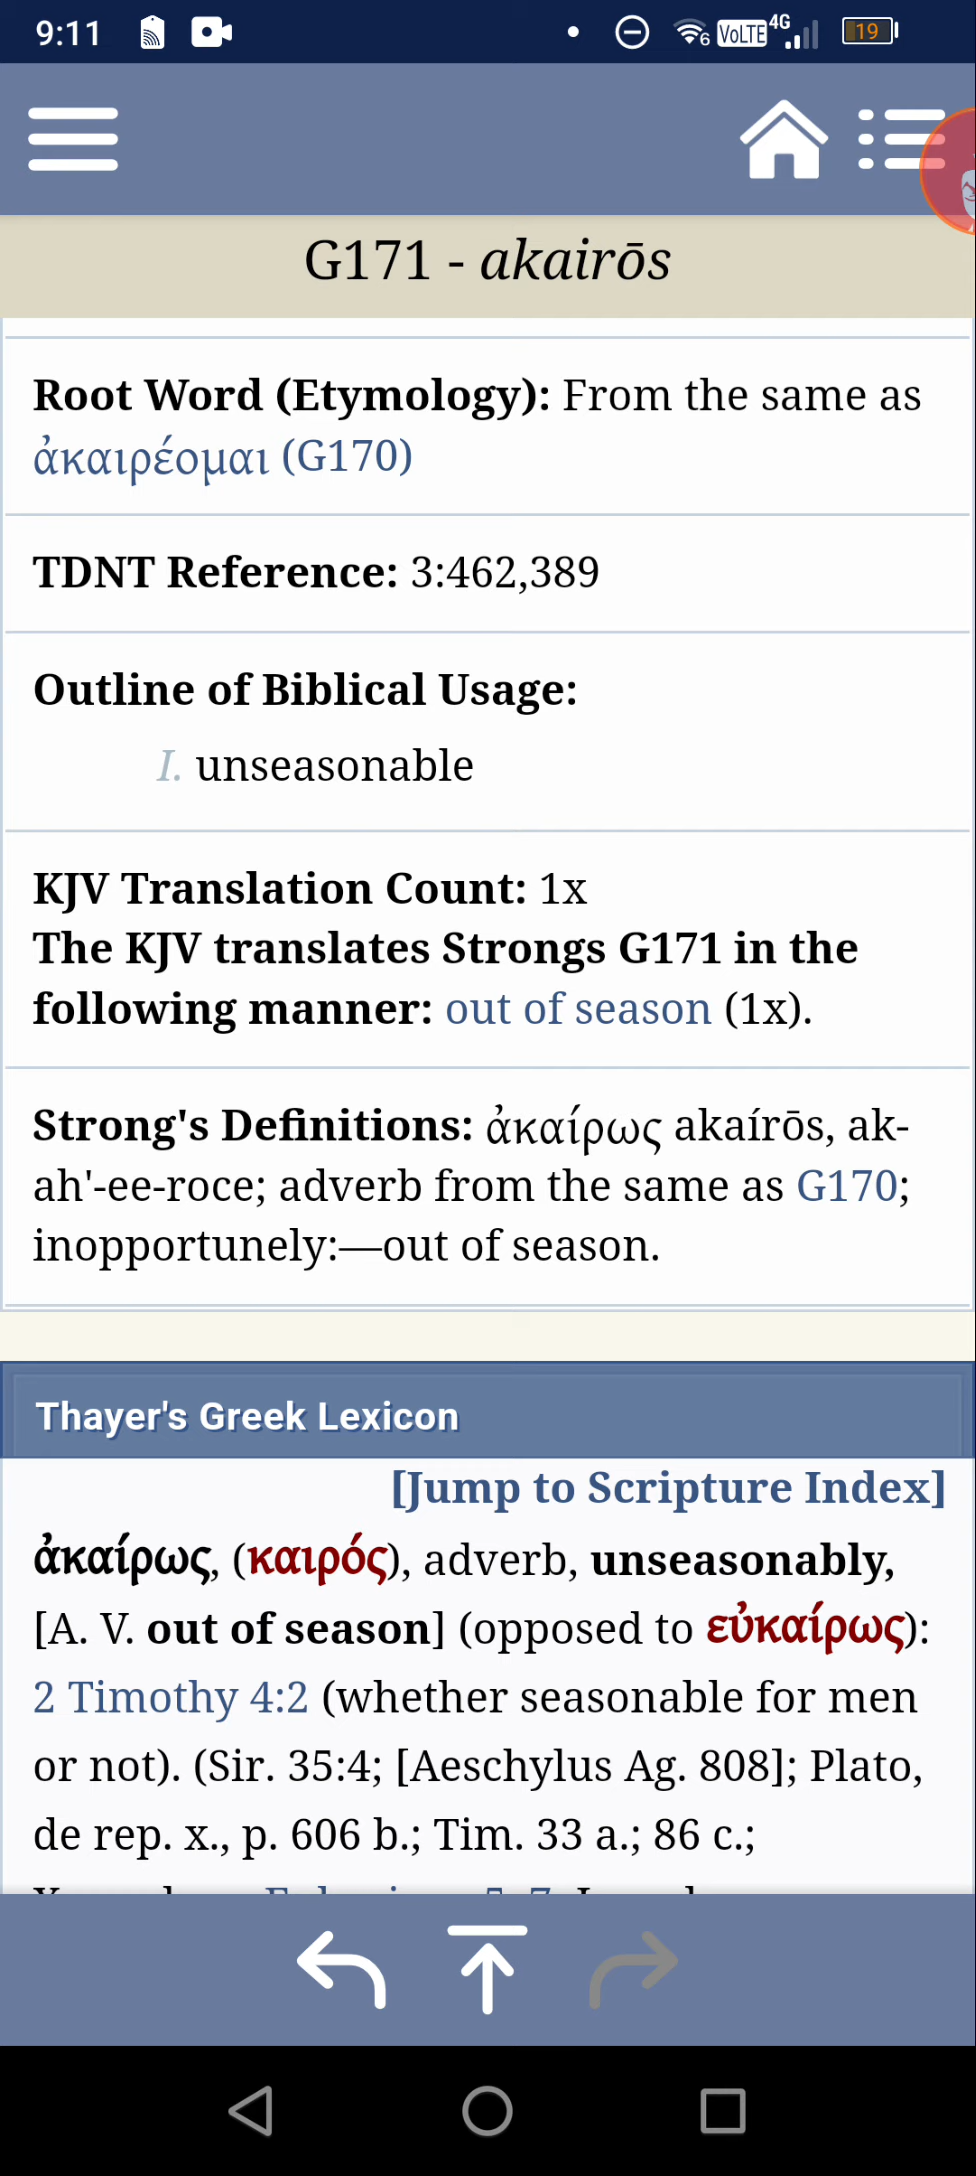 9:11
6 VoLTE 4G 19
G171 - akairōs
Root Word (Etymology): From the same as
ἀκαιρέομαι (G170)
TDNT Reference: 3:462,389
Outline of Biblical Usage:
I. unseasonable
KJV Translation Count: 1x
The KJV translates Strongs G171 in the
following manner: out of season (1x).
Strong's Definitions: ἀκαίρως akaírōs, ak-
ah'-ee-roce; adverb from the same as G170;
inopportunely:—out of season.
Thayer's Greek Lexicon
[Jump to Scripture Index]
ἀκαίρως, (καιρός), adverb, unseasonably,
[A. V. out of season] (opposed to εὐκαίρως):
2 Timothy 4:2 (whether seasonable for men
or not). (Sir. 35:4; [Aeschylus Ag. 808]; Plato,
de rep. x., p. 606 b.; Tim. 33 a.; 86 c.;